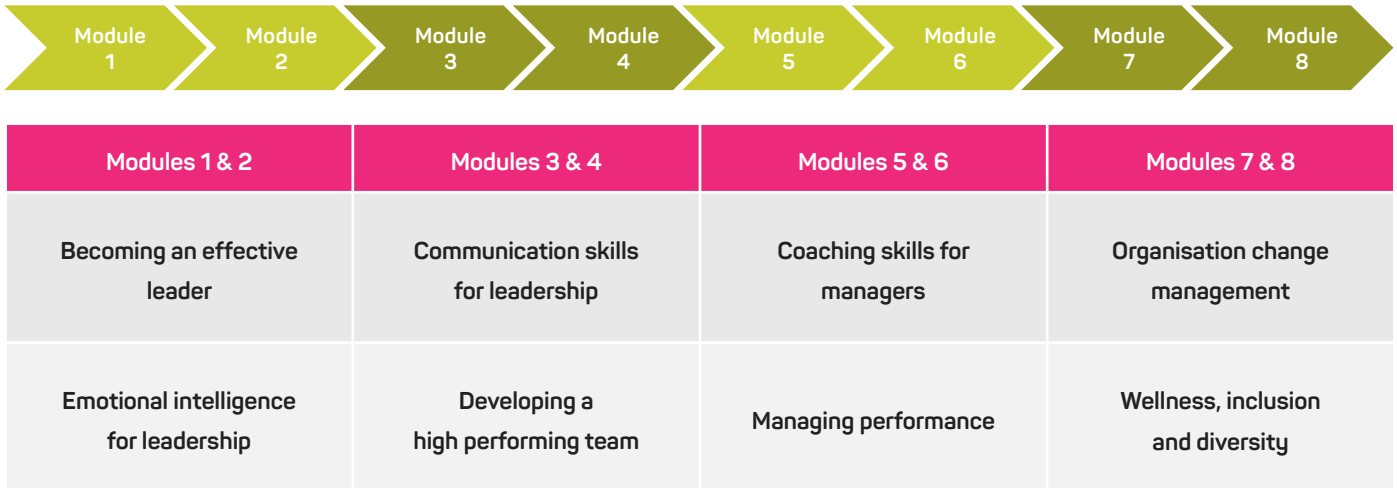 Module
1
Module
2
Module
3
Module
4
Module
5
Module
6
Module
7
Module
8
Modules 1 & 2
Modules 3 & 4
Modules 5 & 6
Modules 7 & 8
Becoming an effective
leader
Communication skills
for leadership
Coaching skills for
managers
Organisation change
management
Emotional intelligence
for leadership
Developing a
high performing team
Managing performance
Wellness, inclusion
and diversity